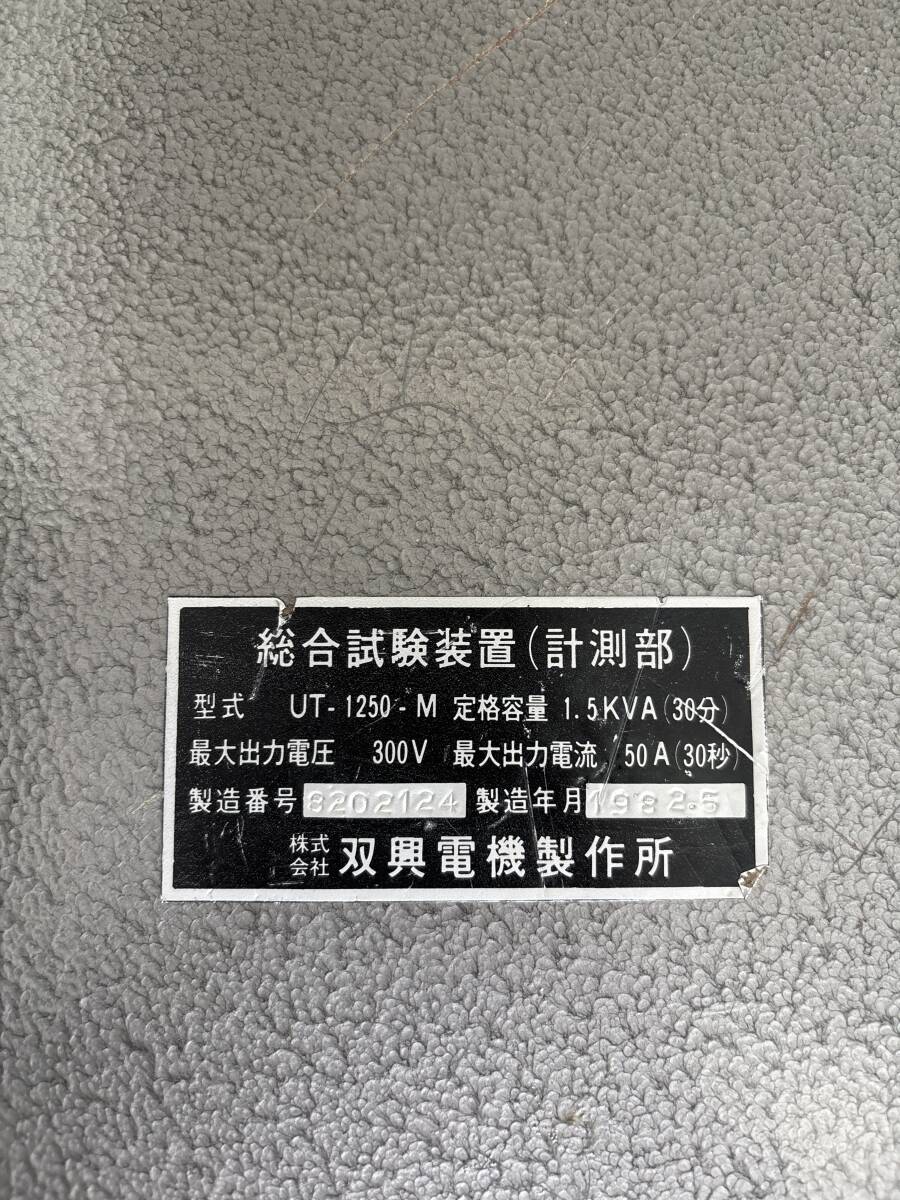 総合試験装置(計測部)
型式 UT-1250-M 定格容量 1.5KVA(30分)
最大出力電圧 300V 最大出力電流 50A(30秒)
製造番号 8202124 製造年月 1982.5
株式会社 双興電機製作所